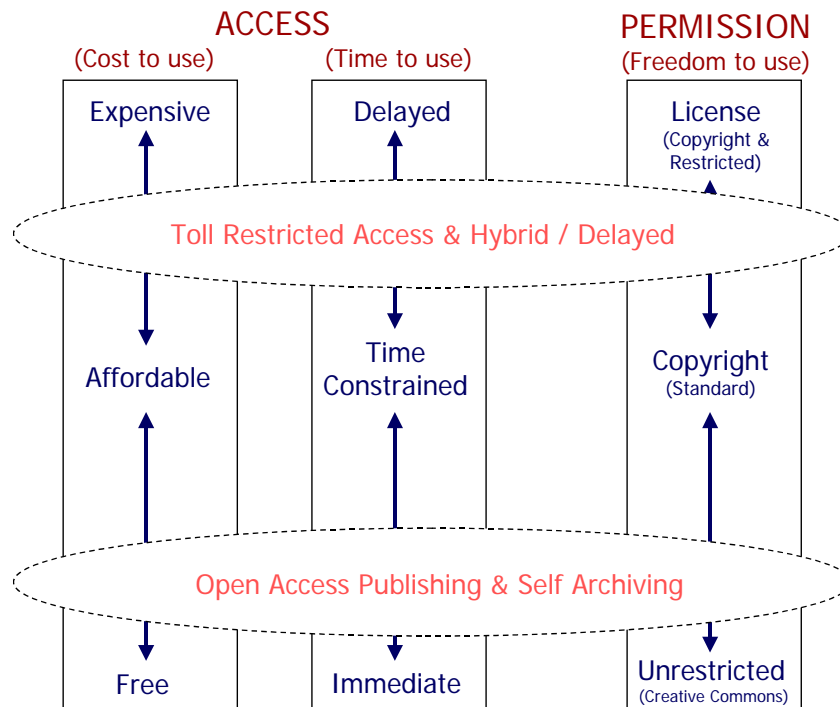 ACCESS
PERMISSION
(Cost to use)
(Time to use)
(Freedom to use)
Expensive
Delayed
License
(Copyright &
Restricted)
Toll Restricted Access & Hybrid / Delayed
Affordable
Time
Constrained
Copyright
(Standard)
Open Access Publishing & Self Archiving
Free
Immediate
Unrestricted
(Creative Commons)